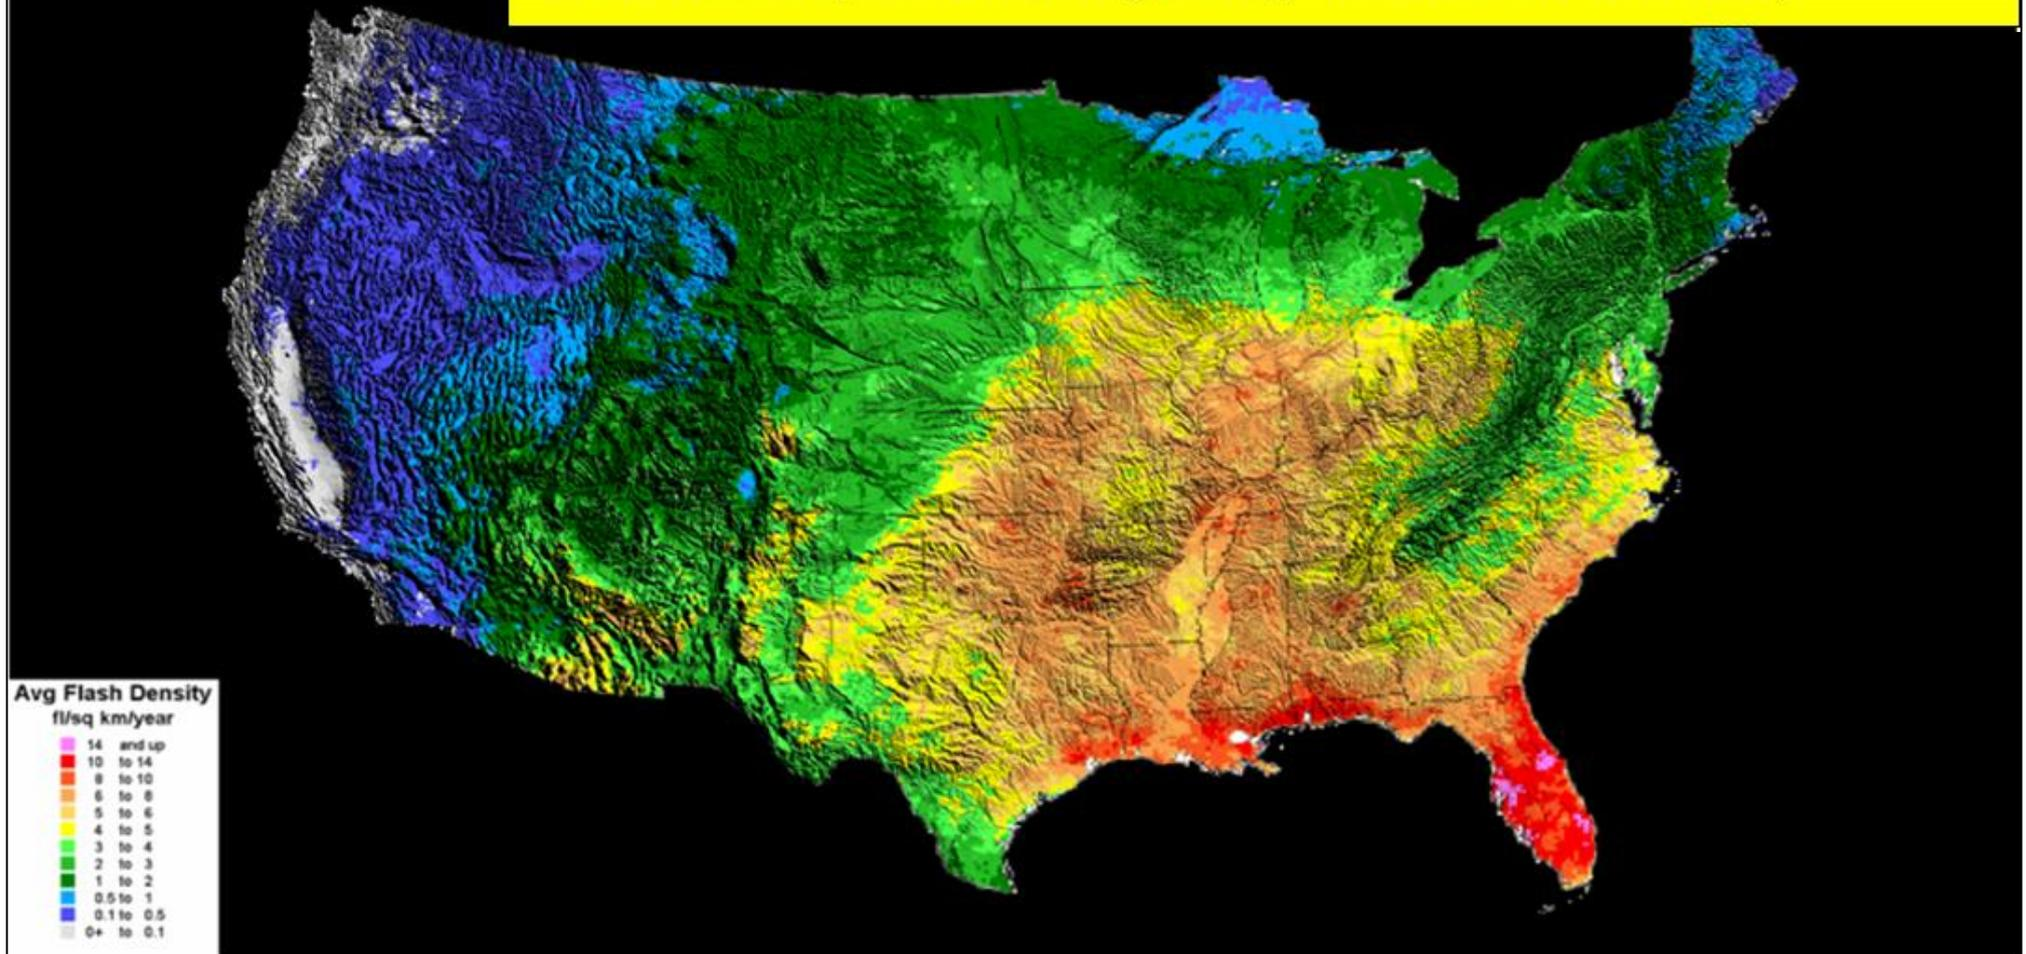 Avg Flash Density
fl/sq km/year
14 and up
10 to 14
8 to 10
6 to 8
5 to 6
4 to 5
3 to 4
2 to 3
1 to 2
0.5 to 1
0.1 to 0.5
0+ to 0.1